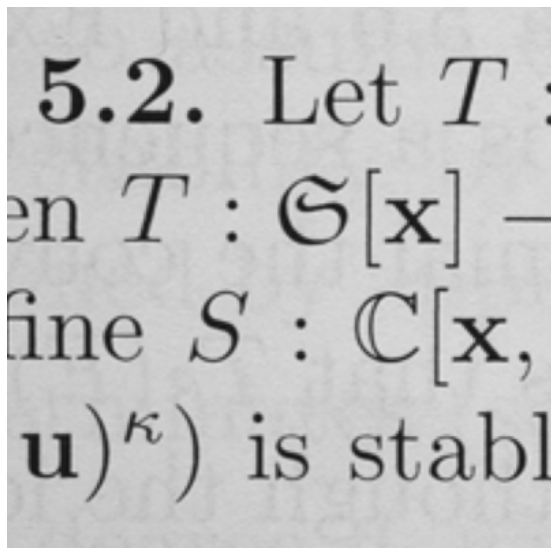 5.2. Let T :
en T : 𝔖[x] –
fine S : ℂ[x,
u)^κ) is stabl